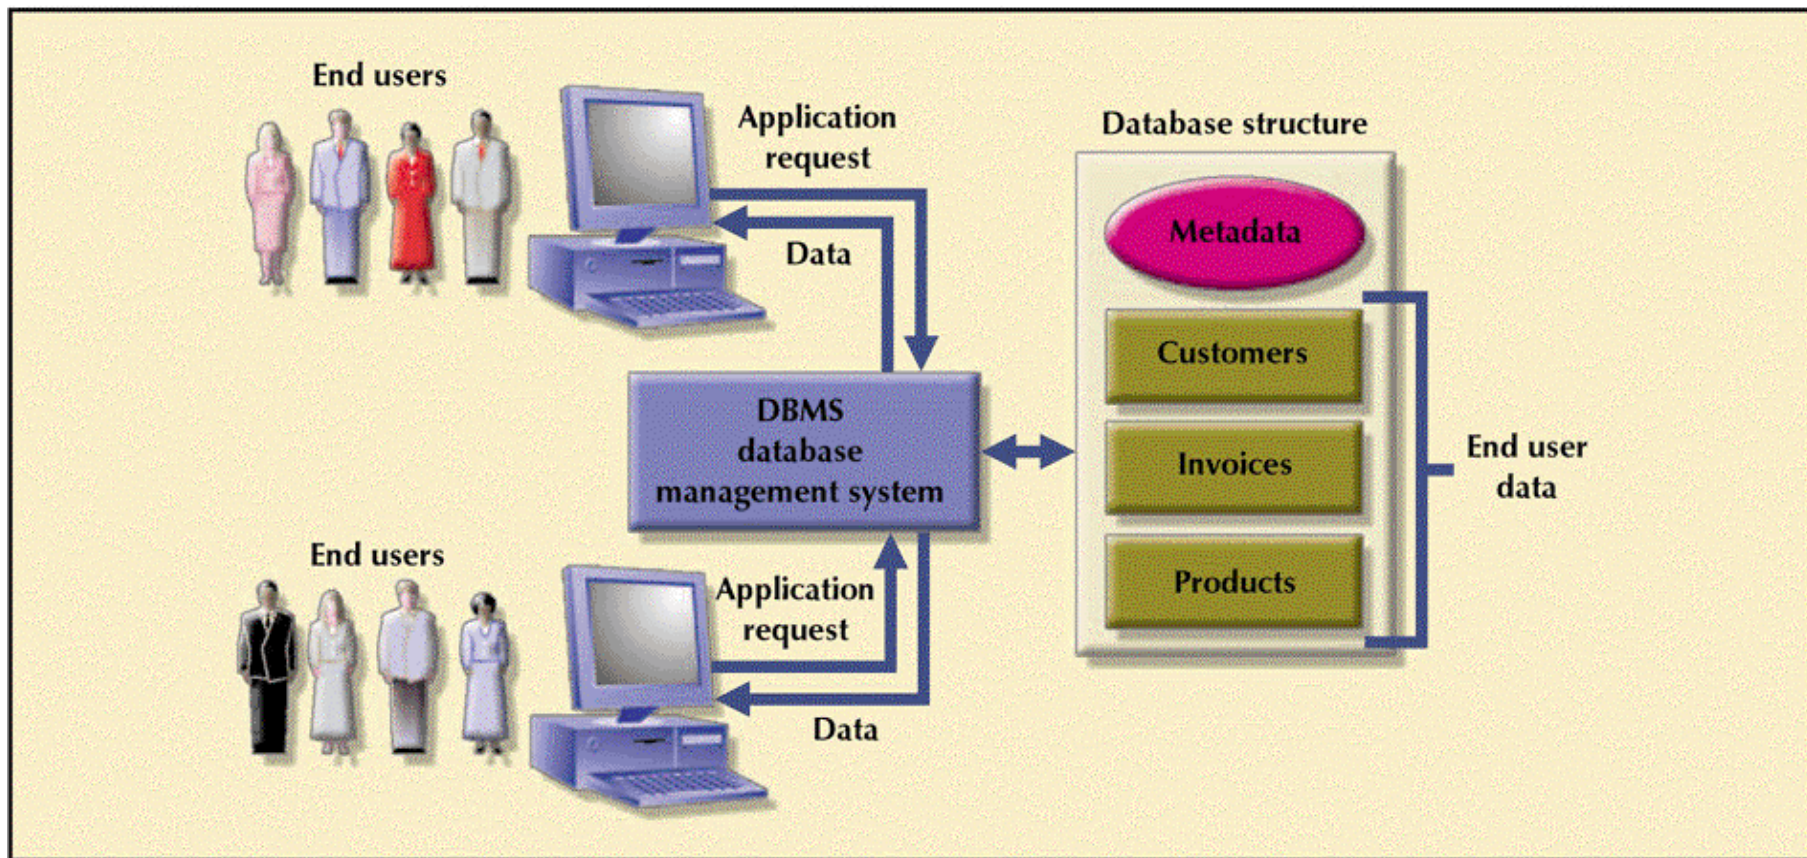 End users
Application
request
Data
Database structure
Metadata
Customers
Invoices
Products
End user
data
DBMS
database
management system
End users
Application
request
Data